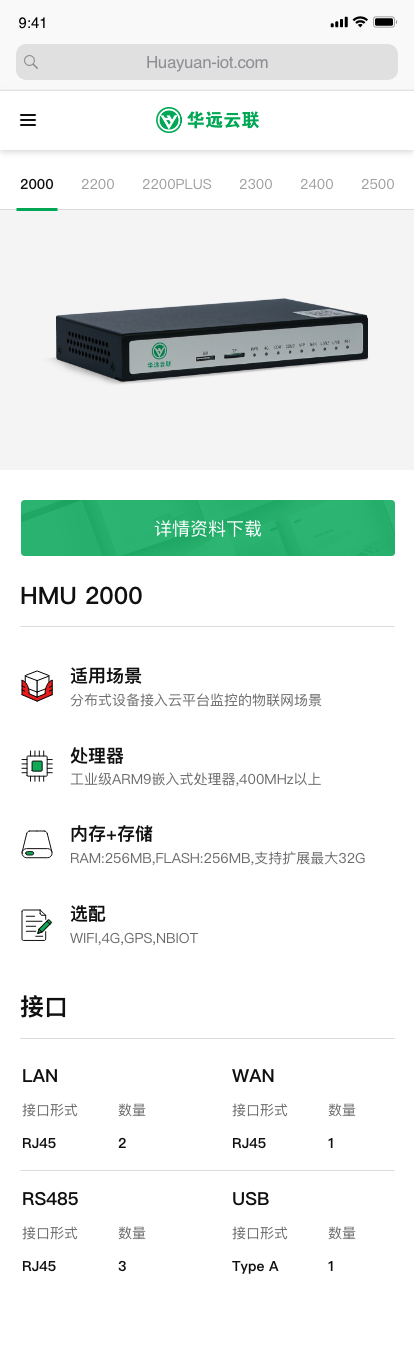 9:41
Huayuan-iot.com
华远云联
2000 2200 2200PLUS 2300 2400 2500
华远云联
详情资料下载
HMU 2000
适用场景
分布式设备接入云平台监控的物联网场景
处理器
工业级ARM9嵌入式处理器,400MHz以上
内存+存储
RAM:256MB,FLASH:256MB,支持扩展最大32G
选配
WIFI,4G,GPS,NBIOT
接口
LAN WAN
接口形式 数量 接口形式 数量
RJ45 2 RJ45 1
RS485 USB
接口形式 数量 接口形式 数量
RJ45 3 Type A 1